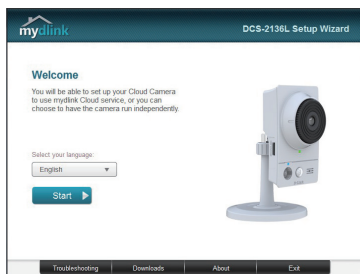 mydlink
DCS-2136L Setup Wizard
Welcome
You will be able to set up your Cloud Camera
to use mydlink Cloud service, or you can
choose to have the camera run independently.
Select your language:
English
Start
Troubleshooting
Downloads
About
Exit